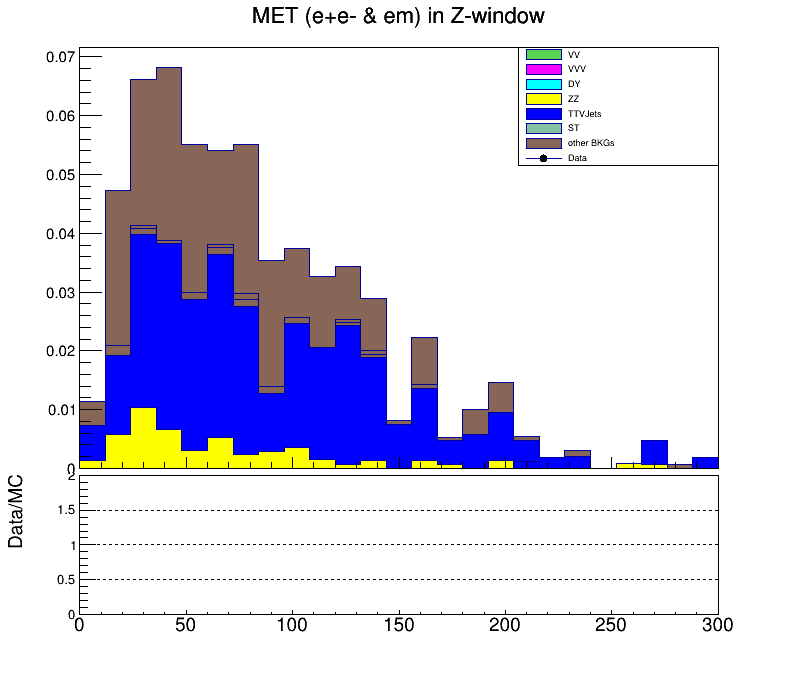 MET (e+e- & em) in Z-window
0.07
0.06
0.05
0.04
0.03
0.02
0.01
0
VV
VVV
DY
ZZ
TTVJets
ST
other BKGs
Data
Data/MC
2
1.5
1
0.5
0
0 50 100 150 200 250 300